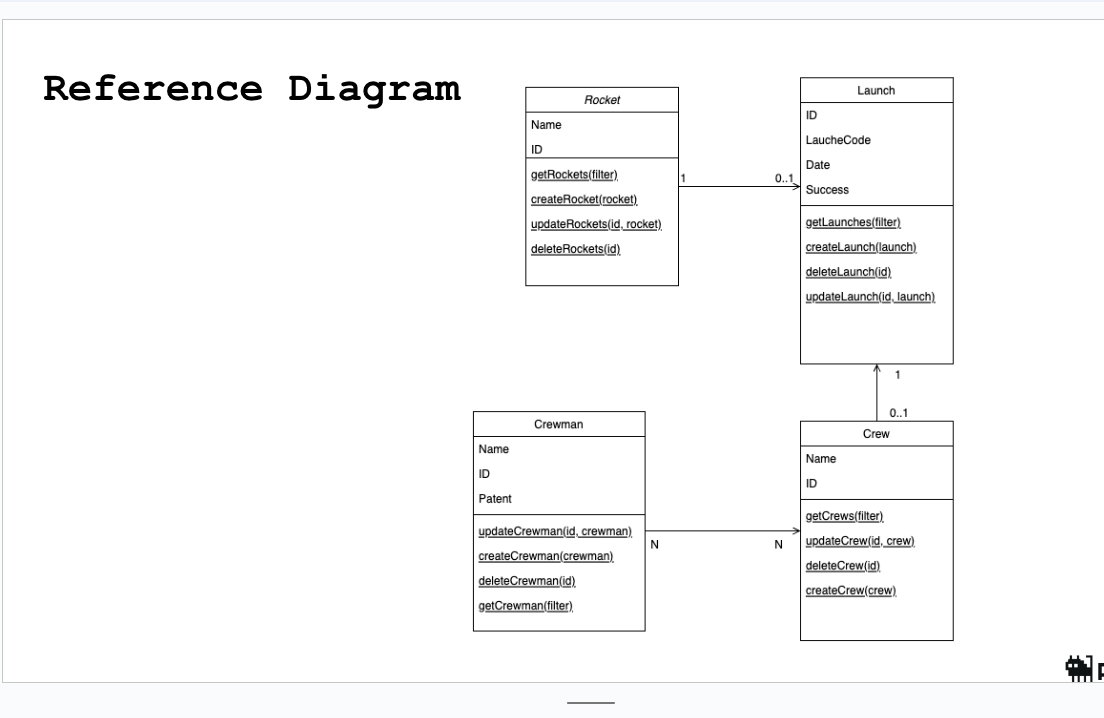 Reference Diagram
Rocket
Name
ID
getRockets(filter)
createRocket(rocket)
updateRockets(id, rocket)
deleteRockets(id)
1
0..1
Launch
ID
LaucheCode
Date
Success
getLaunches(filter)
createLaunch(launch)
deleteLaunch(id)
updateLaunch(id, launch)
1
0..1
Crewman
Name
ID
Patent
updateCrewman(id, crewman)
createCrewman(crewman)
deleteCrewman(id)
getCrewman(filter)
N
N
Crew
Name
ID
getCrews(filter)
updateCrew(id, crew)
deleteCrew(id)
createCrew(crew)